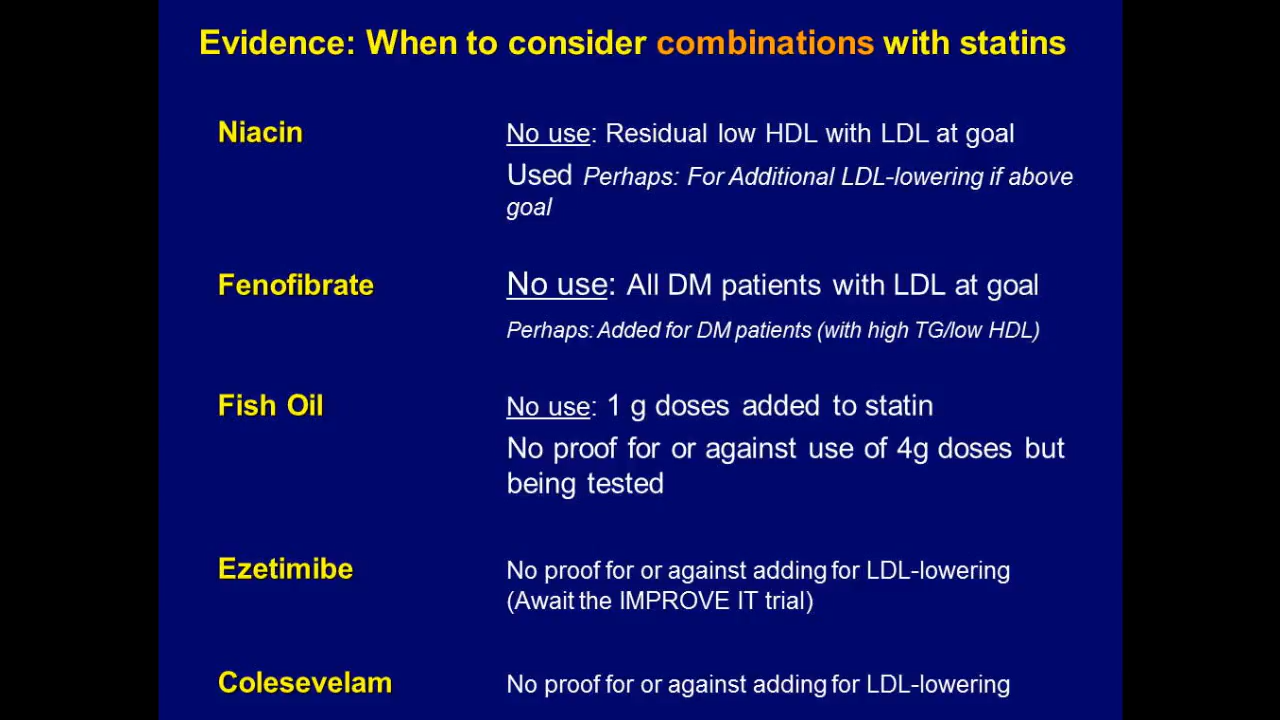 Evidence: When to consider combinations with statins
Niacin
No use: Residual low HDL with LDL at goal
Used Perhaps: For Additional LDL-lowering if above
goal
Fenofibrate
No use: All DM patients with LDL at goal
Perhaps: Added for DM patients (with high TG/low HDL)
Fish Oil
No use: 1 g doses added to statin
No proof for or against use of 4g doses but
being tested
Ezetimibe
No proof for or against adding for LDL-lowering
(Await the IMPROVE IT trial)
Colesevelam
No proof for or against adding for LDL-lowering